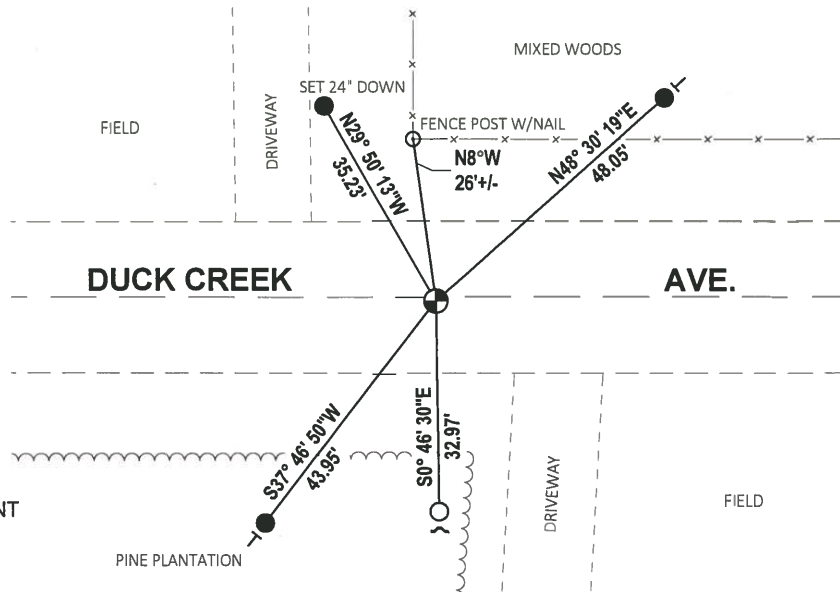 MIXED WOODS
SET 24" DOWN
FIELD
DRIVEWAY
FENCE POST W/NAIL
N29° 50' 13"W
35.23'
N8°W
26'+/-
N48° 30' 19"E
48.05'
DUCK CREEK AVE.
S37° 46' 50"W
43.95'
S0° 46' 30"E
32.97'
DRIVEWAY
FIELD
NT
PINE PLANTATION